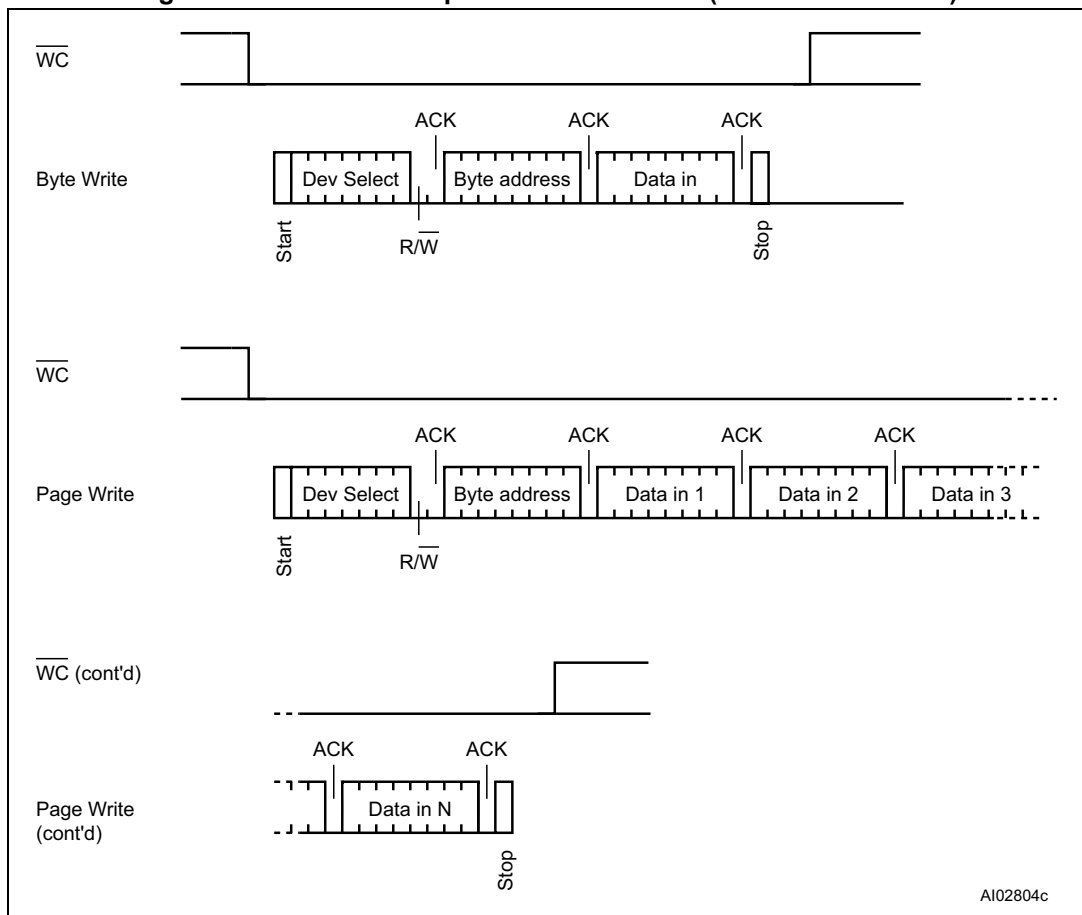 WC
ACK ACK ACK
Byte Write
Dev Select Byte address Data in
Start
R/W
Stop
WC
ACK ACK ACK ACK
Page Write
Dev Select Byte address Data in 1 Data in 2 Data in 3
Start
R/W
WC (cont'd)
ACK ACK
Page Write
(cont'd)
Data in N
Stop
AI02804c